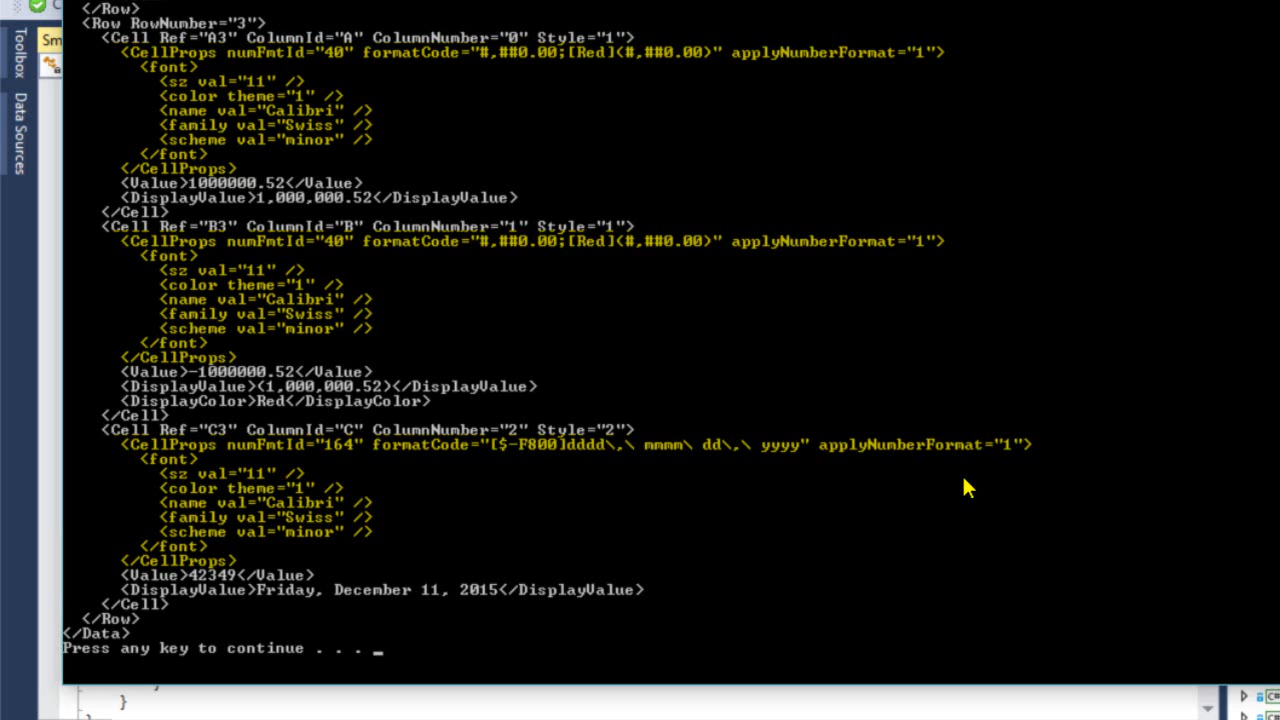 </Row>
<Row RowNumber="3">
<Cell Ref="A3" ColumnId="A" ColumnNumber="0" Style="1">
<CellProps numFmtId="40" formatCode="#,##0.00;[Red](#,##0.00)" applyNumberFormat="1">
<font>
<sz val="11" />
<color theme="1" />
<name val="Calibri" />
<family val="Swiss" />
<scheme val="minor" />
</font>
</CellProps>
<Value>1000000.52</Value>
<DisplayValue>1,000,000.52</DisplayValue>
</Cell>
<Cell Ref="B3" ColumnId="B" ColumnNumber="1" Style="1">
<CellProps numFmtId="40" formatCode="#,##0.00;[Red](#,##0.00)" applyNumberFormat="1">
<font>
<sz val="11" />
<color theme="1" />
<name val="Calibri" />
<family val="Swiss" />
<scheme val="minor" />
</font>
</CellProps>
<Value>-1000000.52</Value>
<DisplayValue>(1,000,000.52)</DisplayValue>
<DisplayColor>Red</DisplayColor>
</Cell>
<Cell Ref="C3" ColumnId="C" ColumnNumber="2" Style="2">
<CellProps numFmtId="164" formatCode="[$-F800]dddd\,\ mmmm\ dd\,\ yyyy" applyNumberFormat="1">
<font>
<sz val="11" />
<color theme="1" />
<name val="Calibri" />
<family val="Swiss" />
<scheme val="minor" />
</font>
</CellProps>
<Value>42349</Value>
<DisplayValue>Friday, December 11, 2015</DisplayValue>
</Cell>
</Row>
</Data>
Press any key to continue . . . _
Toolbox
Data Sources
Sm
}
C#